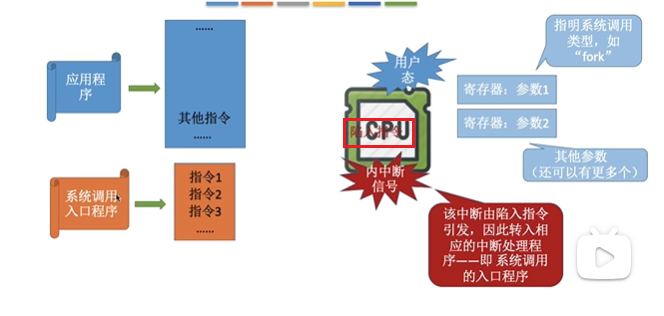 应用程
序
……
其他指令
……
系统调用
入口程序
指令1
指令2
指令3
……
用户
态
CPU
陷入指令
内中断
信号
指明系统调用
类型，如
“fork”
寄存器：参数1
寄存器：参数2
其他参数
（还可以有更多个）
该中断由陷入指令
引发，因此转入相
应的中断处理程
序——即 系统调用
的入口程序